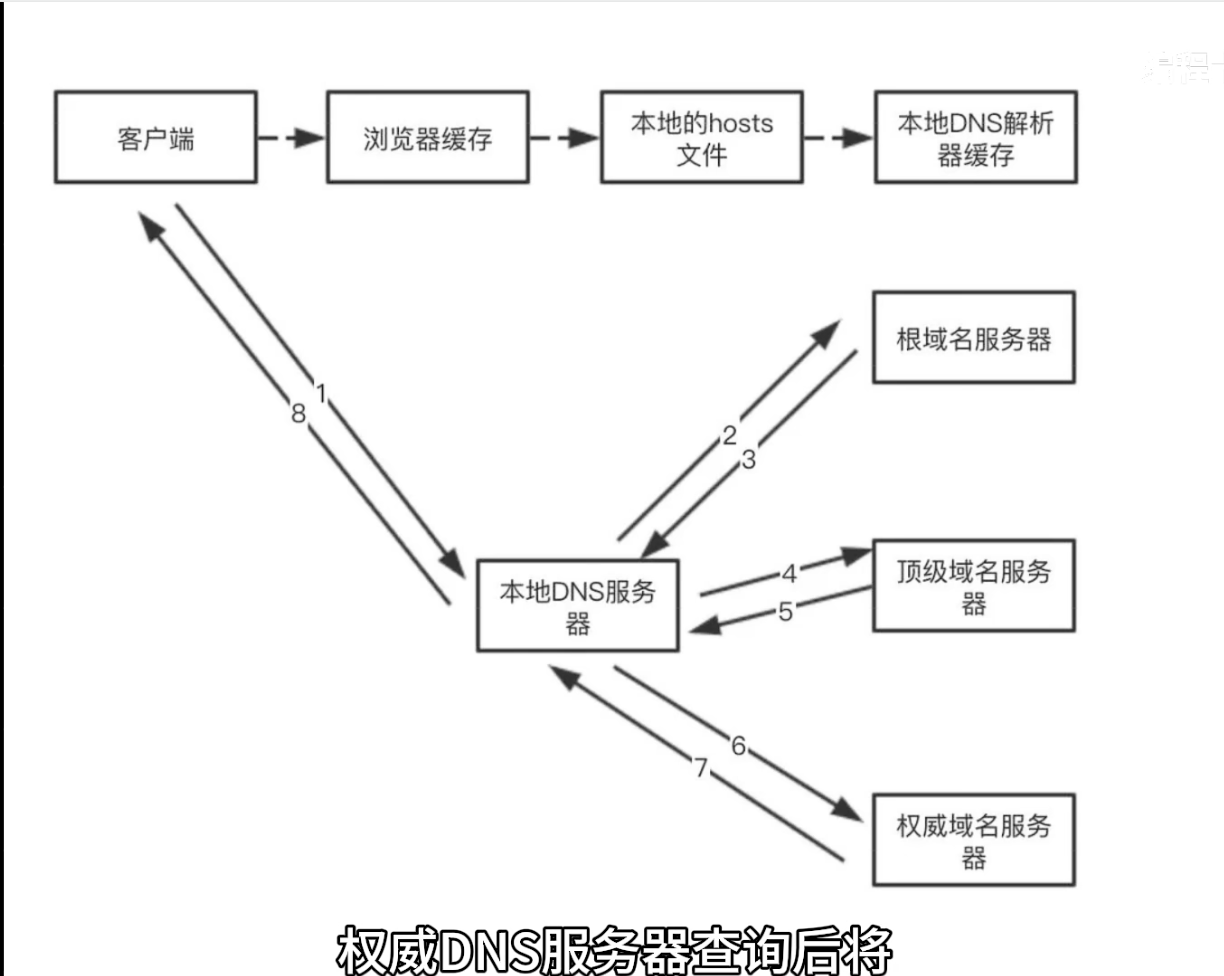 客户端
浏览器缓存
本地的hosts
文件
本地DNS解析
器缓存
根域名服务器
1
8
2
3
本地DNS服务
器
4
5
顶级域名服务
器
6
7
权威域名服务
器
权威DNS服务器查询后将